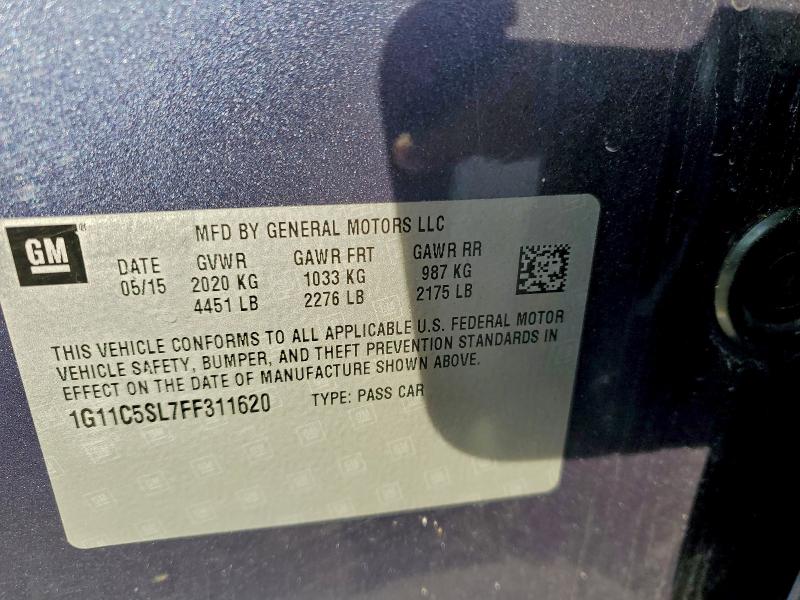 GM®
MFD BY GENERAL MOTORS LLC
DATE GVWR GAWR FRT GAWR RR
05/15 2020 KG 1033 KG 987 KG
4451 LB 2276 LB 2175 LB
THIS VEHICLE CONFORMS TO ALL APPLICABLE U.S. FEDERAL MOTOR
VEHICLE SAFETY, BUMPER, AND THEFT PREVENTION STANDARDS IN
EFFECT ON THE DATE OF MANUFACTURE SHOWN ABOVE.
1G11C5SL7FF311620 TYPE: PASS CAR